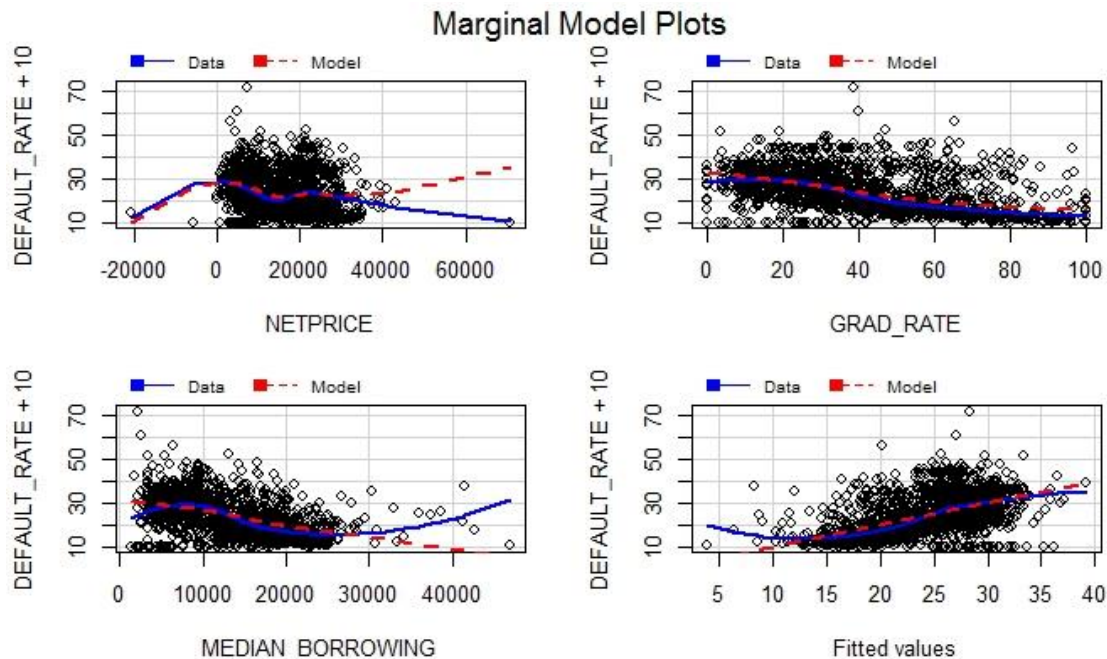 Marginal Model Plots
Data Model
DEFAULT_RATE + 10
70
50
30
10
-20000 0 20000 40000 60000
NETPRICE
Data Model
DEFAULT_RATE + 10
70
50
30
10
0 20 40 60 80 100
GRAD_RATE
Data Model
DEFAULT_RATE + 10
70
50
30
10
0 10000 20000 30000 40000
MEDIAN_BORROWING
Data Model
DEFAULT_RATE + 10
70
50
30
10
5 10 15 20 25 30 35 40
Fitted values